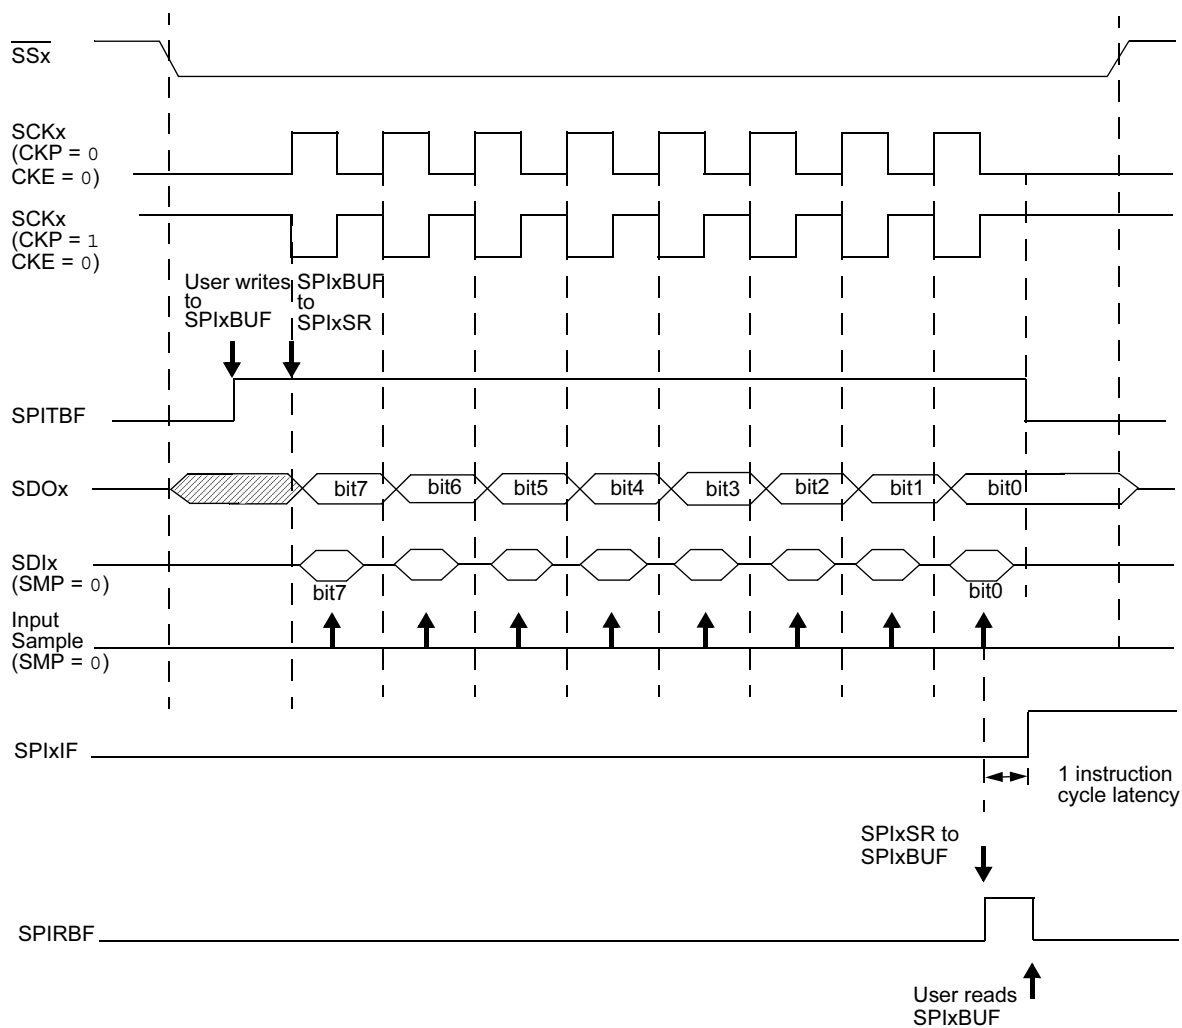 SSx
SCKx
(CKP = 0
CKE = 0)
SCKx
(CKP = 1
CKE = 0)
User writes
to
SPIxBUF
SPIxBUF
to
SPIxSR
SPITBF
SDOx
bit7
bit6
bit5
bit4
bit3
bit2
bit1
bit0
SDIx
(SMP = 0)
bit7
bit0
Input
Sample
(SMP = 0)
SPIxIF
1 instruction
cycle latency
SPIxSR to
SPIxBUF
SPIRBF
User reads
SPIxBUF